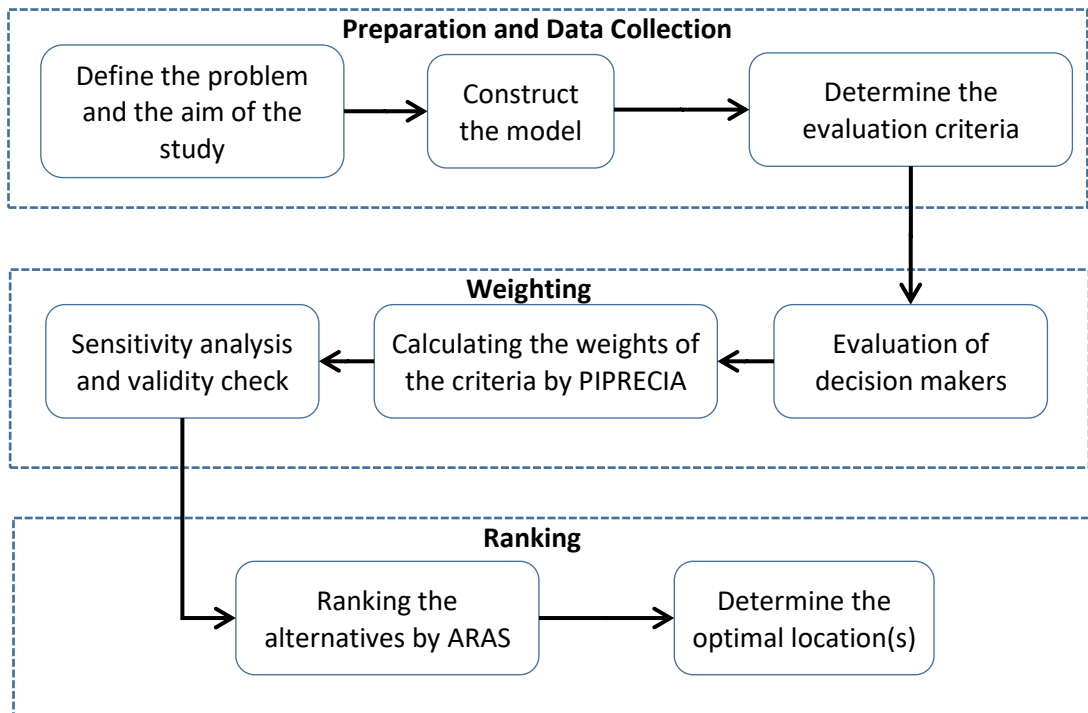 Preparation and Data Collection
Define the problem
and the aim of the
study
Construct
the model
Determine the
evaluation criteria
Weighting
Sensitivity analysis
and validity check
Calculating the weights of
the criteria by PIPRECIA
Evaluation of
decision makers
Ranking
Ranking the
alternatives by ARAS
Determine the
optimal location(s)